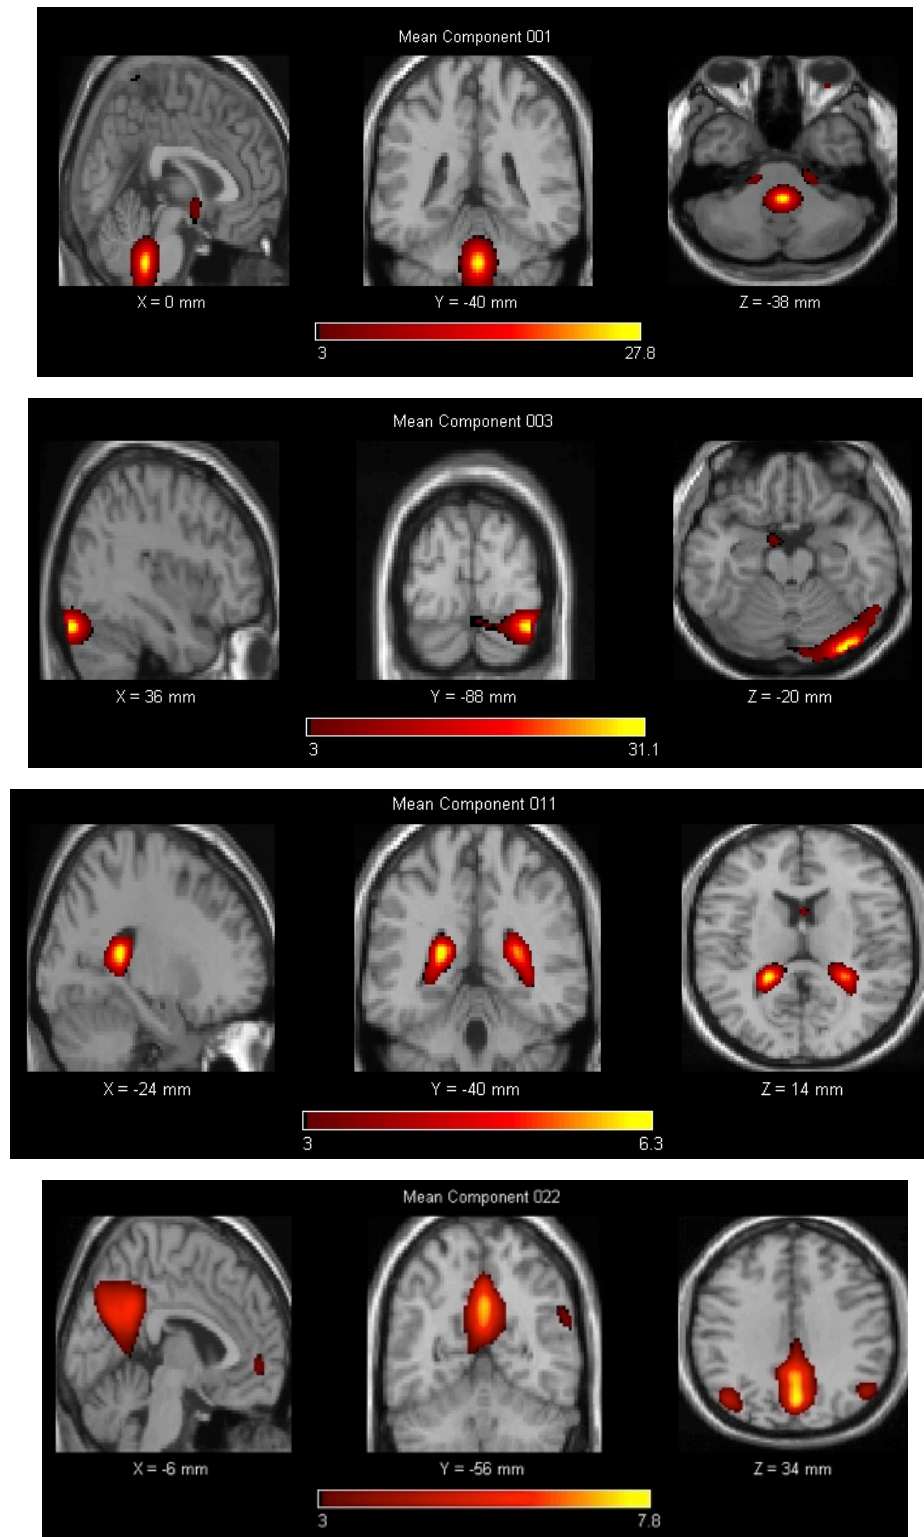 Mean Component 001
X = 0 mm Y = -40 mm Z = -38 mm
3 27.8
Mean Component 003
X = 36 mm Y = -88 mm Z = -20 mm
3 31.1
Mean Component 011
X = -24 mm Y = -40 mm Z = 14 mm
3 6.3
Mean Component 022
X = -6 mm Y = -56 mm Z = 34 mm
3 7.8